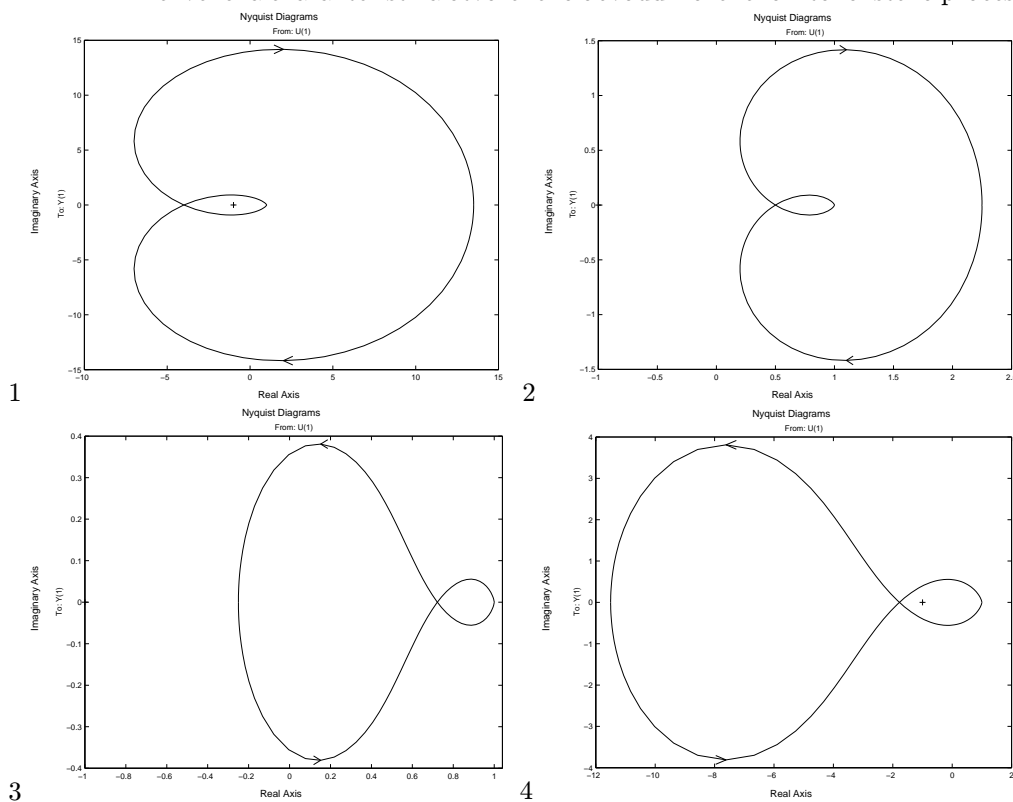 Nyquist Diagrams
From: U(1)
Imaginary Axis
To: Y(1)
15
10
5
0
−5
−10
−15
−10 −5 0 5 10 15
Real Axis
1
Nyquist Diagrams
From: U(1)
Imaginary Axis
To: Y(1)
1.5
1
0.5
0
−0.5
−1
−1.5
−1 −0.5 0 0.5 1 1.5 2 2.
Real Axis
2
Nyquist Diagrams
From: U(1)
Imaginary Axis
To: Y(1)
0.4
0.3
0.2
0.1
0
−0.1
−0.2
−0.3
−0.4
−1 −0.8 −0.6 −0.4 −0.2 0 0.2 0.4 0.6 0.8 1
Real Axis
3
Nyquist Diagrams
From: U(1)
Imaginary Axis
To: Y(1)
4
3
2
1
0
−1
−2
−3
−4
−12 −10 −8 −6 −4 −2 0 2
Real Axis
4